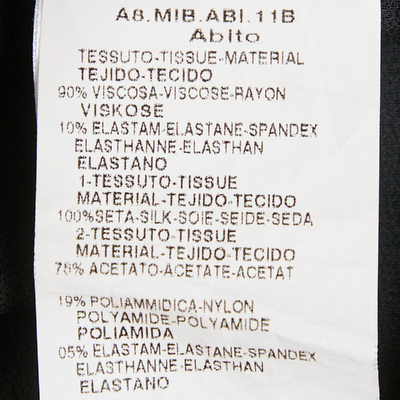 A8.MIB.ABI.11B
Abito
TESSUTO-TISSUE-MATERIAL
TEJIDO-TECIDO
90% VISCOSA-VISCOSE-RAYON
VISKOSE
10% ELASTAM-ELASTANE-SPANDEX
ELASTHANNE-ELASTHAN
ELASTANO
1-TESSUTO-TISSUE
MATERIAL-TEJIDO-TECIDO
100%SETA-SILK-SOIE-SEIDE-SEDA
2-TESSUTO-TISSUE
MATERIAL-TEJIDO-TECIDO
76% ACETATO-ACETATE-ACETAT
19% POLIAMMIDICA-NYLON
POLYAMIDE-POLYAMIDE
POLIAMIDA
05% ELASTAM-ELASTANE-SPANDEX
ELASTHANNE-ELASTHAN
ELASTANO